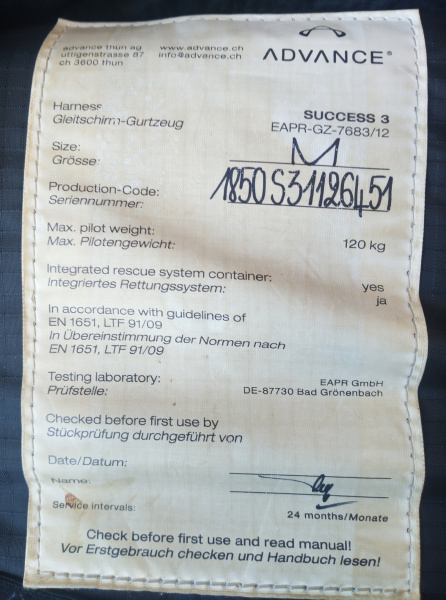 advance thun ag www.advance.ch
uttigenstrasse 87 info@advance.ch
ch 3600 thun
ADVANCE®
Harness
Gleitschirm-Gurtzeug
SUCCESS 3
EAPR-GZ-7683/12
Size:
Grösse:
M
Production-Code:
Seriennummer:
1850S31126451
Max. pilot weight:
Max. Pilotengewicht:
120 kg
Integrated rescue system container:
Integriertes Rettungssystem:
yes
ja
In accordance with guidelines of
EN 1651, LTF 91/09
In Übereinstimmung der Normen nach
EN 1651, LTF 91/09
Testing laboratory:
Prüfstelle:
EAPR GmbH
DE-87730 Bad Grönenbach
Checked before first use by
Stückprüfung durchgeführt von
Date/Datum:
Name:
Service intervals:
24 months/Monate
Check before first use and read manual!
Vor Erstgebrauch checken und Handbuch lesen!